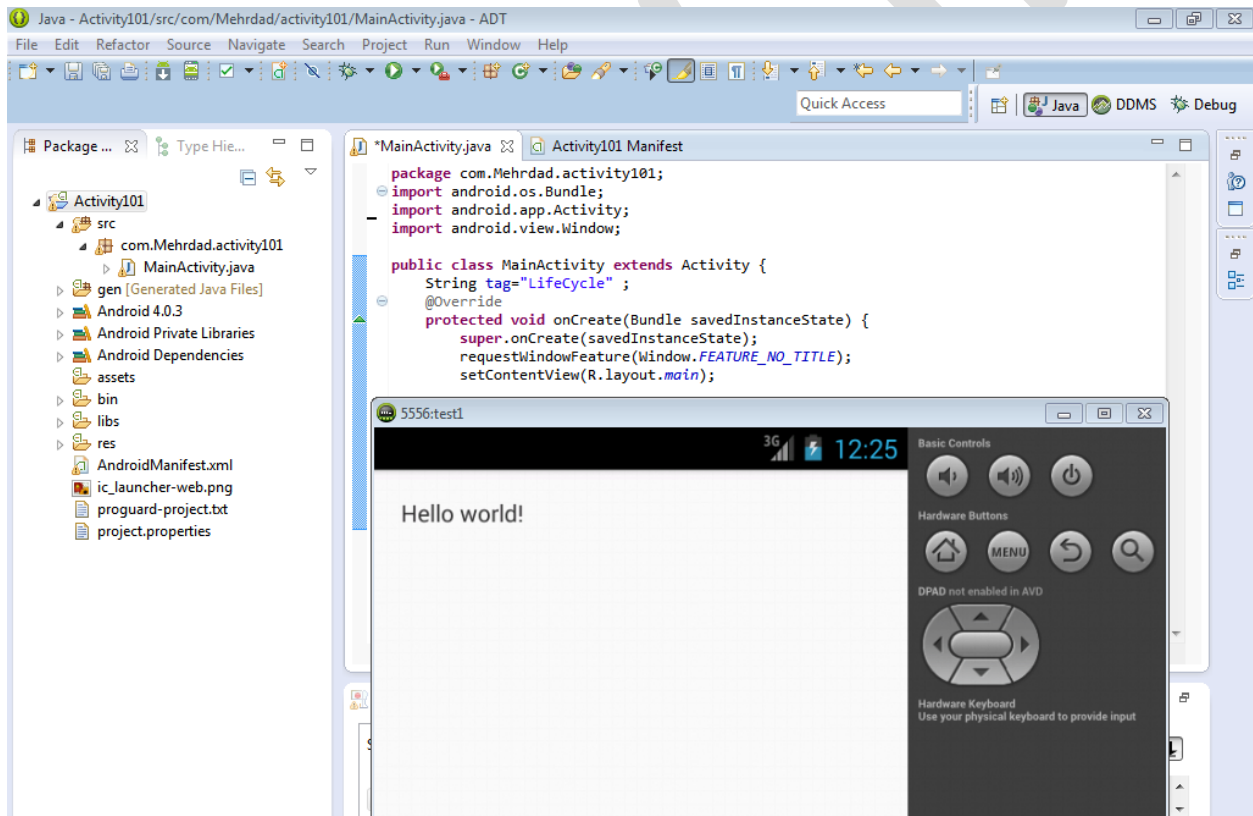 Java - Activity101/src/com/Mehrdad/activity101/MainActivity.java - ADT
File Edit Refactor Source Navigate Search Project Run Window Help
Quick Access
Java DDMS Debug
Package ... Type Hie...
Activity101
src
com.Mehrdad.activity101
MainActivity.java
gen [Generated Java Files]
Android 4.0.3
Android Private Libraries
Android Dependencies
assets
bin
libs
res
AndroidManifest.xml
ic_launcher-web.png
proguard-project.txt
project.properties
*MainActivity.java Activity101 Manifest
package com.Mehrdad.activity101;
import android.os.Bundle;
import android.app.Activity;
import android.view.Window;
public class MainActivity extends Activity {
String tag="LifeCycle" ;
@Override
protected void onCreate(Bundle savedInstanceState) {
super.onCreate(savedInstanceState);
requestWindowFeature(Window.FEATURE_NO_TITLE);
setContentView(R.layout.main);
5556:test1
3G 12:25
Hello world!
Basic Controls
Hardware Buttons
MENU
DPAD not enabled in AVD
Hardware Keyboard
Use your physical keyboard to provide input